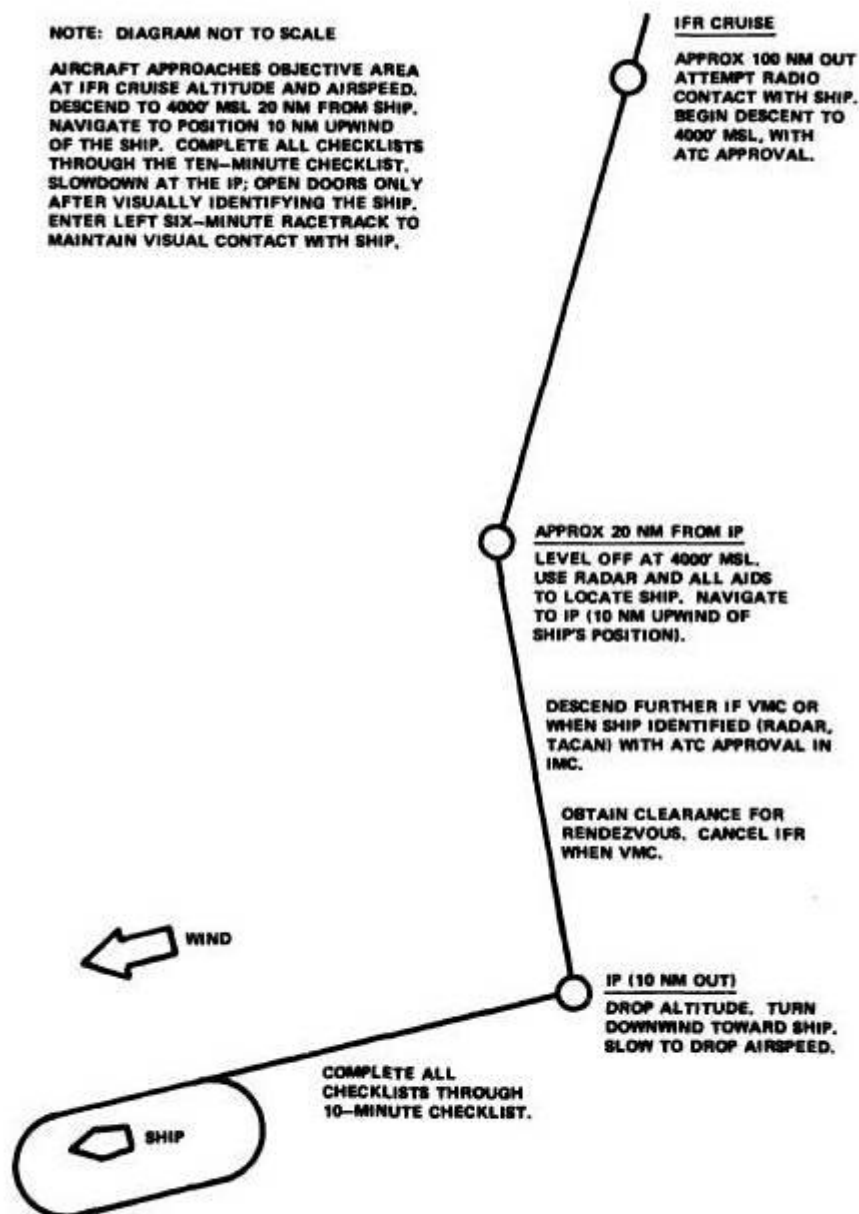 NOTE: DIAGRAM NOT TO SCALE
AIRCRAFT APPROACHES OBJECTIVE AREA
AT IFR CRUISE ALTITUDE AND AIRSPEED.
DESCEND TO 4000' MSL 20 NM FROM SHIP.
NAVIGATE TO POSITION 10 NM UPWIND
OF THE SHIP. COMPLETE ALL CHECKLISTS
THROUGH THE TEN-MINUTE CHECKLIST.
SLOWDOWN AT THE IP; OPEN DOORS ONLY
AFTER VISUALLY IDENTIFYING THE SHIP.
ENTER LEFT SIX-MINUTE RACETRACK TO
MAINTAIN VISUAL CONTACT WITH SHIP.
IFR CRUISE
APPROX 100 NM OUT
ATTEMPT RADIO
CONTACT WITH SHIP.
BEGIN DESCENT TO
4000' MSL, WITH
ATC APPROVAL.
APPROX 20 NM FROM IP
LEVEL OFF AT 4000' MSL.
USE RADAR AND ALL AIDS
TO LOCATE SHIP. NAVIGATE
TO IP (10 NM UPWIND OF
SHIP'S POSITION).
DESCEND FURTHER IF VMC OR
WHEN SHIP IDENTIFIED (RADAR,
TACAN) WITH ATC APPROVAL IN
IMC.
OBTAIN CLEARANCE FOR
RENDEZVOUS. CANCEL IFR
WHEN VMC.
WIND
IP (10 NM OUT)
DROP ALTITUDE. TURN
DOWNWIND TOWARD SHIP.
SLOW TO DROP AIRSPEED.
COMPLETE ALL
CHECKLISTS THROUGH
10-MINUTE CHECKLIST.
SHIP